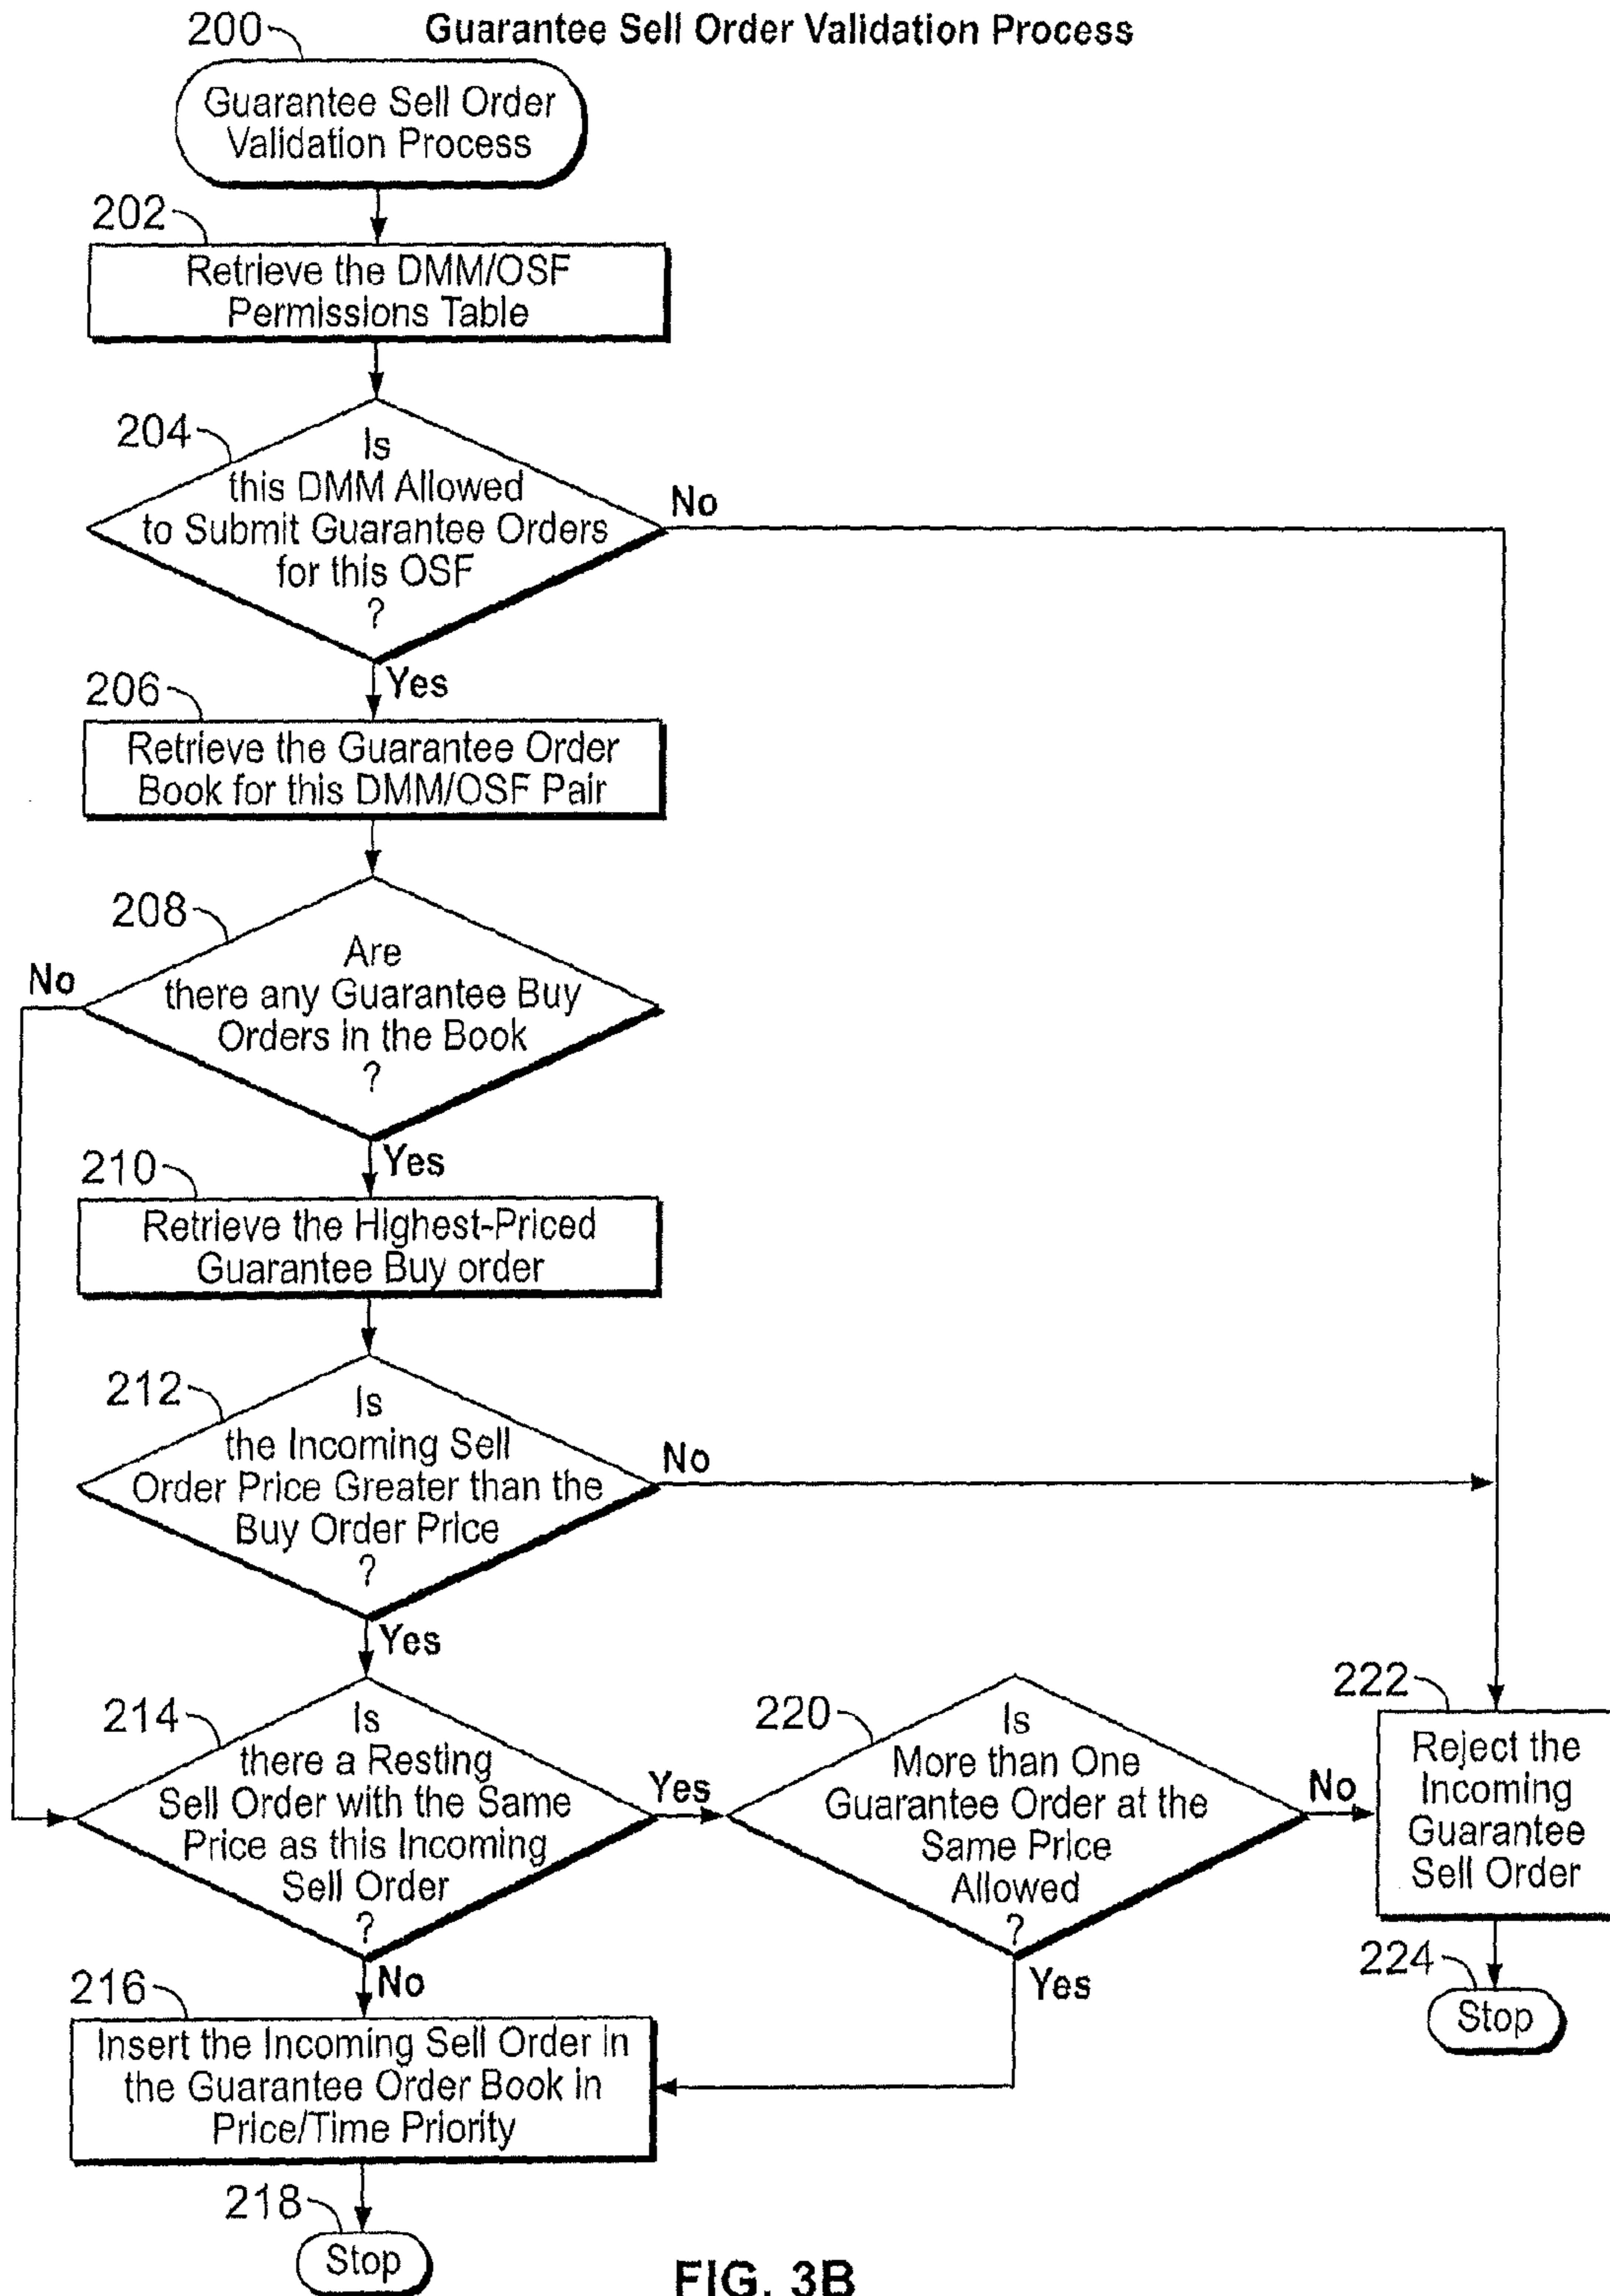 Guarantee Sell Order Validation Process
200
Guarantee Sell Order
Validation Process
202
Retrieve the DMM/OSF
Permissions Table
204
Is
this DMM Allowed
to Submit Guarantee Orders
for this OSF
?
No
Yes
206
Retrieve the Guarantee Order
Book for this DMM/OSF Pair
208
Are
there any Guarantee Buy
Orders in the Book
?
No
Yes
210
Retrieve the Highest-Priced
Guarantee Buy order
212
Is
the Incoming Sell
Order Price Greater than the
Buy Order Price
?
No
Yes
214
Is
there a Resting
Sell Order with the Same
Price as this Incoming
Sell Order
?
Yes
No
220
Is
More than One
Guarantee Order at the
Same Price
Allowed
?
No
Yes
222
Reject the
Incoming
Guarantee
Sell Order
224
Stop
216
Insert the Incoming Sell Order in
the Guarantee Order Book in
Price/Time Priority
218
Stop
FIG. 3B